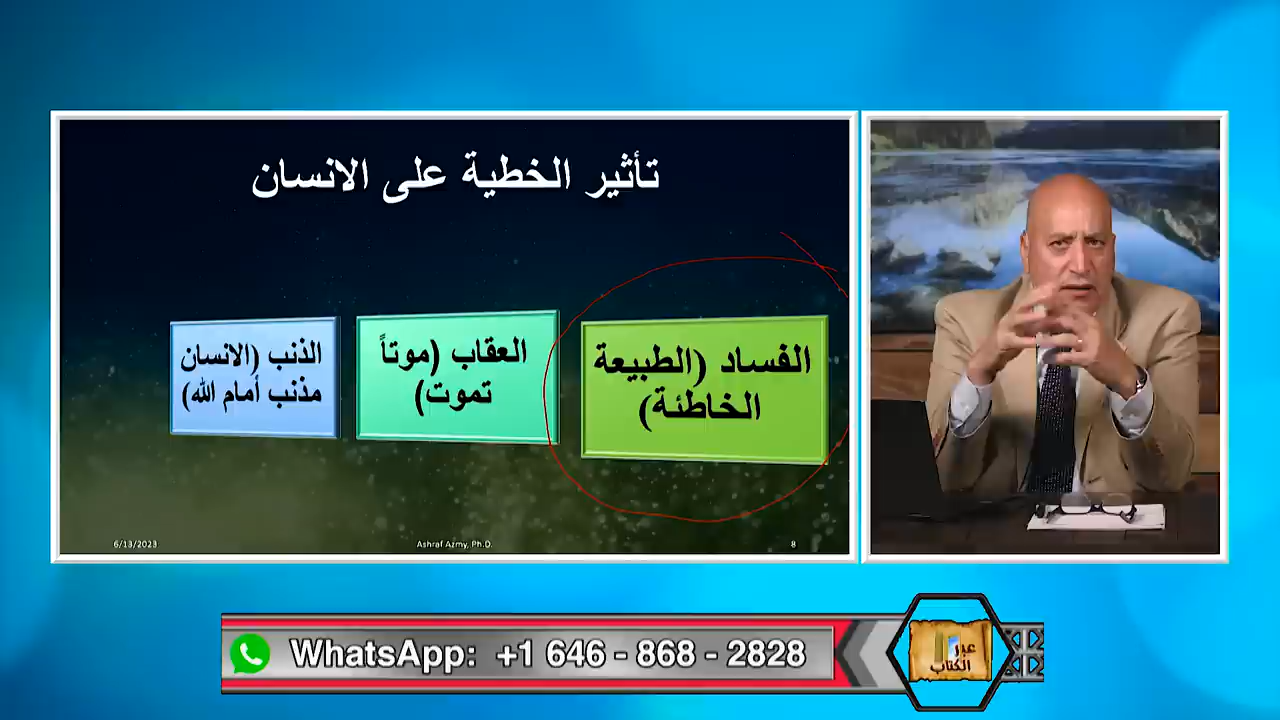 تأثير الخطية على الانسان
الفساد (الطبيعة
الخاطئة)
العقاب (موتاً
تموت)
الذنب (الانسان
مذنب أمام الله)
6/13/2023
Ashraf Azmy, Ph.D.
8
WhatsApp: +1 646 - 868 - 2828
عبر
الكتاب